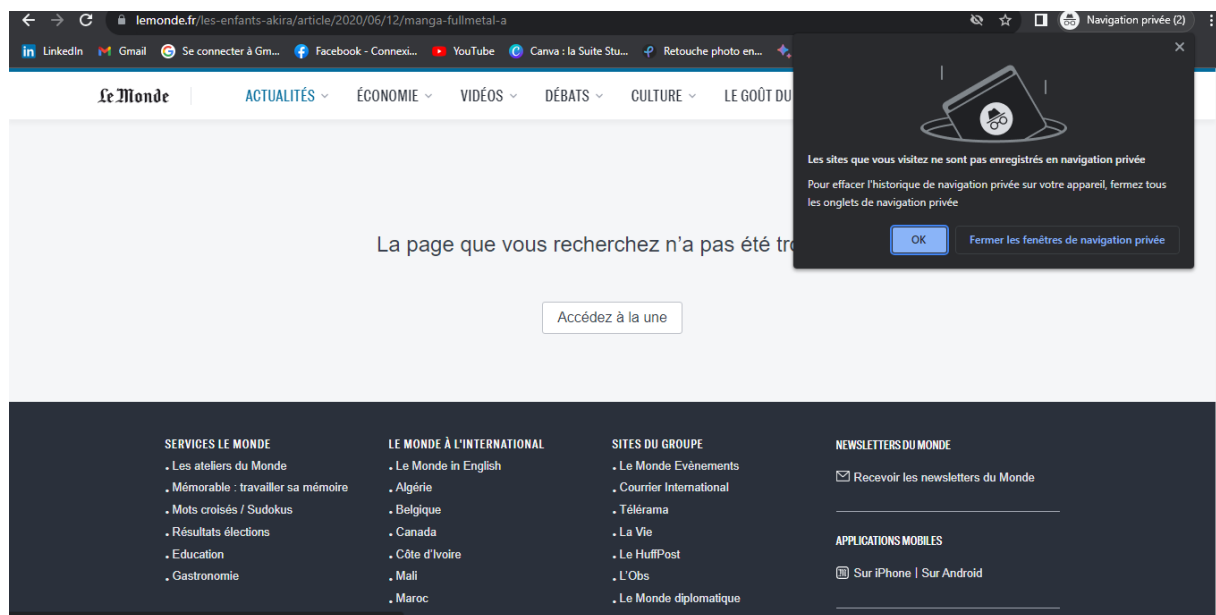 lemonde.fr/les-enfants-akira/article/2020/06/12/manga-fullmetal-a
Navigation privée (2)
in LinkedIn
Gmail
G Se connecter à Gm...
Facebook - Connexi...
YouTube
Canva : la Suite Stu...
Retouche photo en...
Le Monde
ACTUALITÉS
ÉCONOMIE
VIDÉOS
DÉBATS
CULTURE
LE GOÛT DU
Les sites que vous visitez ne sont pas enregistrés en navigation privée
Pour effacer l'historique de navigation privée sur votre appareil, fermez tous
les onglets de navigation privée
OK
Fermer les fenêtres de navigation privée
La page que vous recherchez n'a pas été tro
Accédez à la une
SERVICES LE MONDE
Les ateliers du Monde
Mémorable : travailler sa mémoire
Mots croisés / Sudokus
Résultats élections
Education
Gastronomie
LE MONDE À L'INTERNATIONAL
Le Monde in English
Algérie
Belgique
Canada
Côte d'Ivoire
Mali
Maroc
SITES DU GROUPE
Le Monde Evènements
Courrier International
Télérama
La Vie
Le HuffPost
L'Obs
Le Monde diplomatique
NEWSLETTERS DU MONDE
Recevoir les newsletters du Monde
APPLICATIONS MOBILES
Sur iPhone | Sur Android